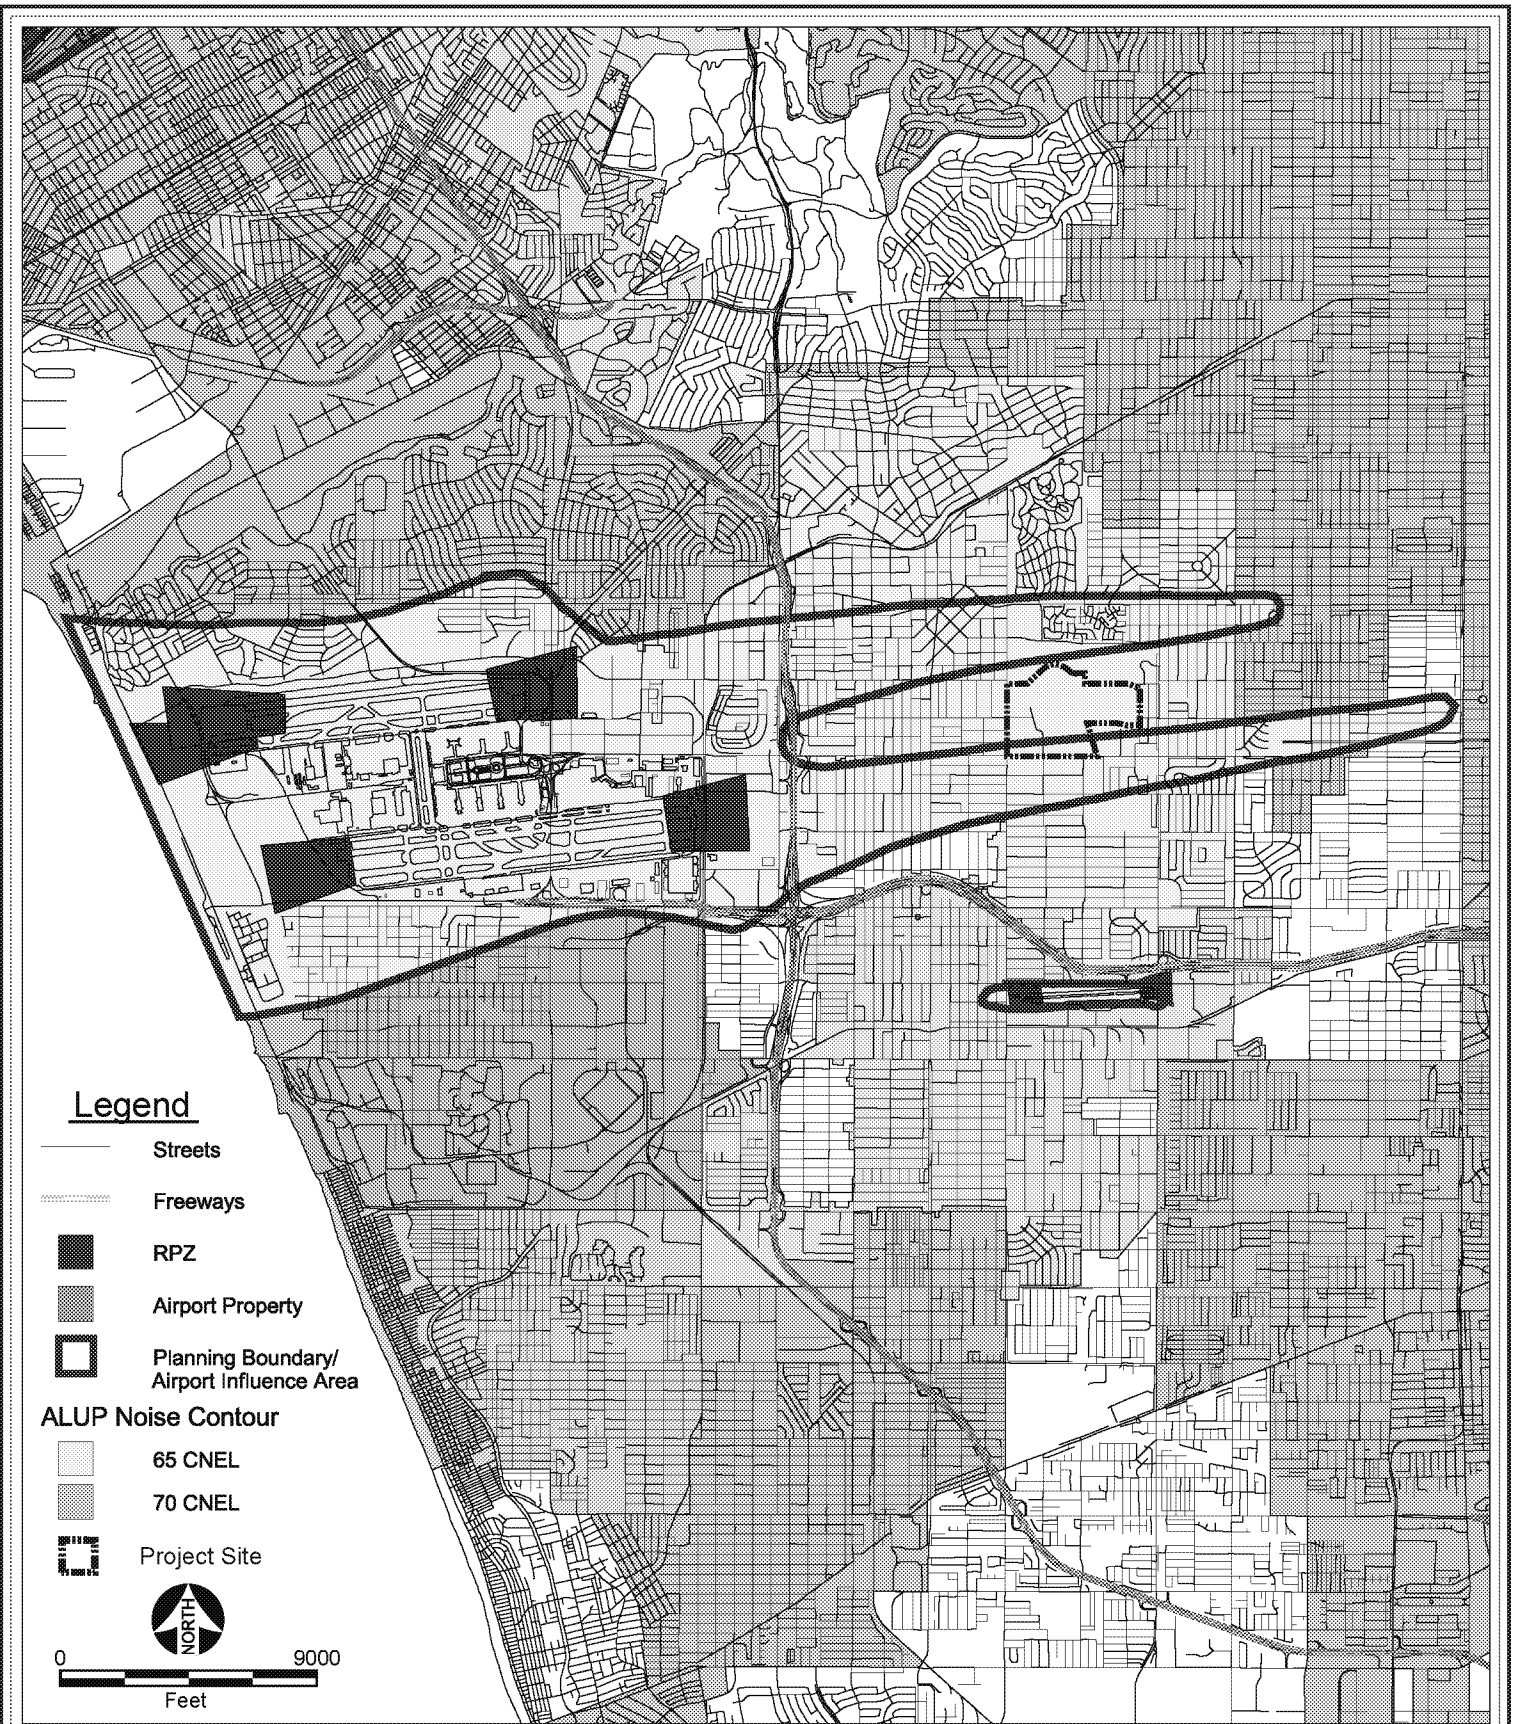 Legend
Streets
Freeways
RPZ
Airport Property
Planning Boundary/
Airport Influence Area
ALUP Noise Contour
65 CNEL
70 CNEL
Project Site
NORTH
0 9000
Feet